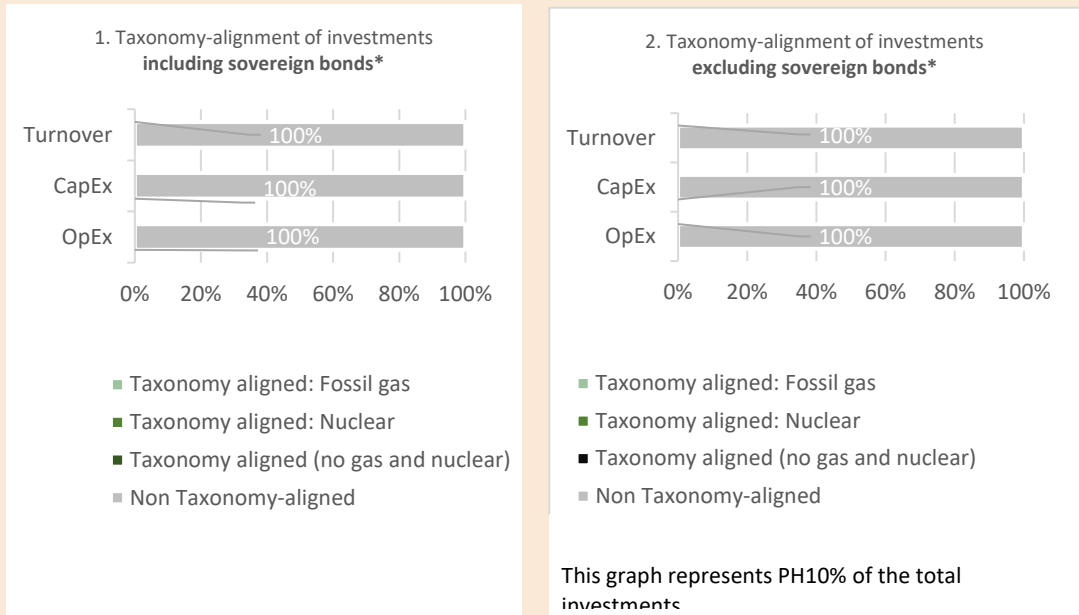 1. Taxonomy-alignment of investments
including sovereign bonds*
Turnover
100%
CapEx
100%
OpEx
100%
0% 20% 40% 60% 80% 100%
Taxonomy aligned: Fossil gas
Taxonomy aligned: Nuclear
Taxonomy aligned (no gas and nuclear)
Non Taxonomy-aligned
2. Taxonomy-alignment of investments
excluding sovereign bonds*
Turnover
100%
CapEx
100%
OpEx
100%
0% 20% 40% 60% 80% 100%
Taxonomy aligned: Fossil gas
Taxonomy aligned: Nuclear
Taxonomy aligned (no gas and nuclear)
Non Taxonomy-aligned
This graph represents PH10% of the total
investments